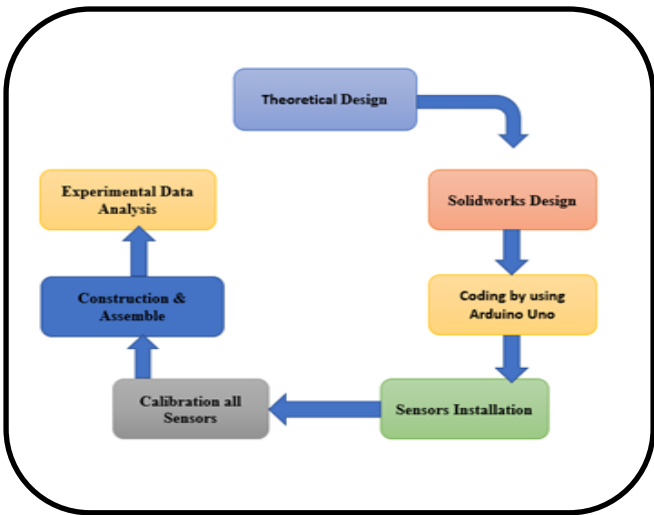 Theoretical Design
Solidworks Design
Coding by using
Arduino Uno
Sensors Installation
Calibration all
Sensors
Construction &
Assemble
Experimental Data
Analysis